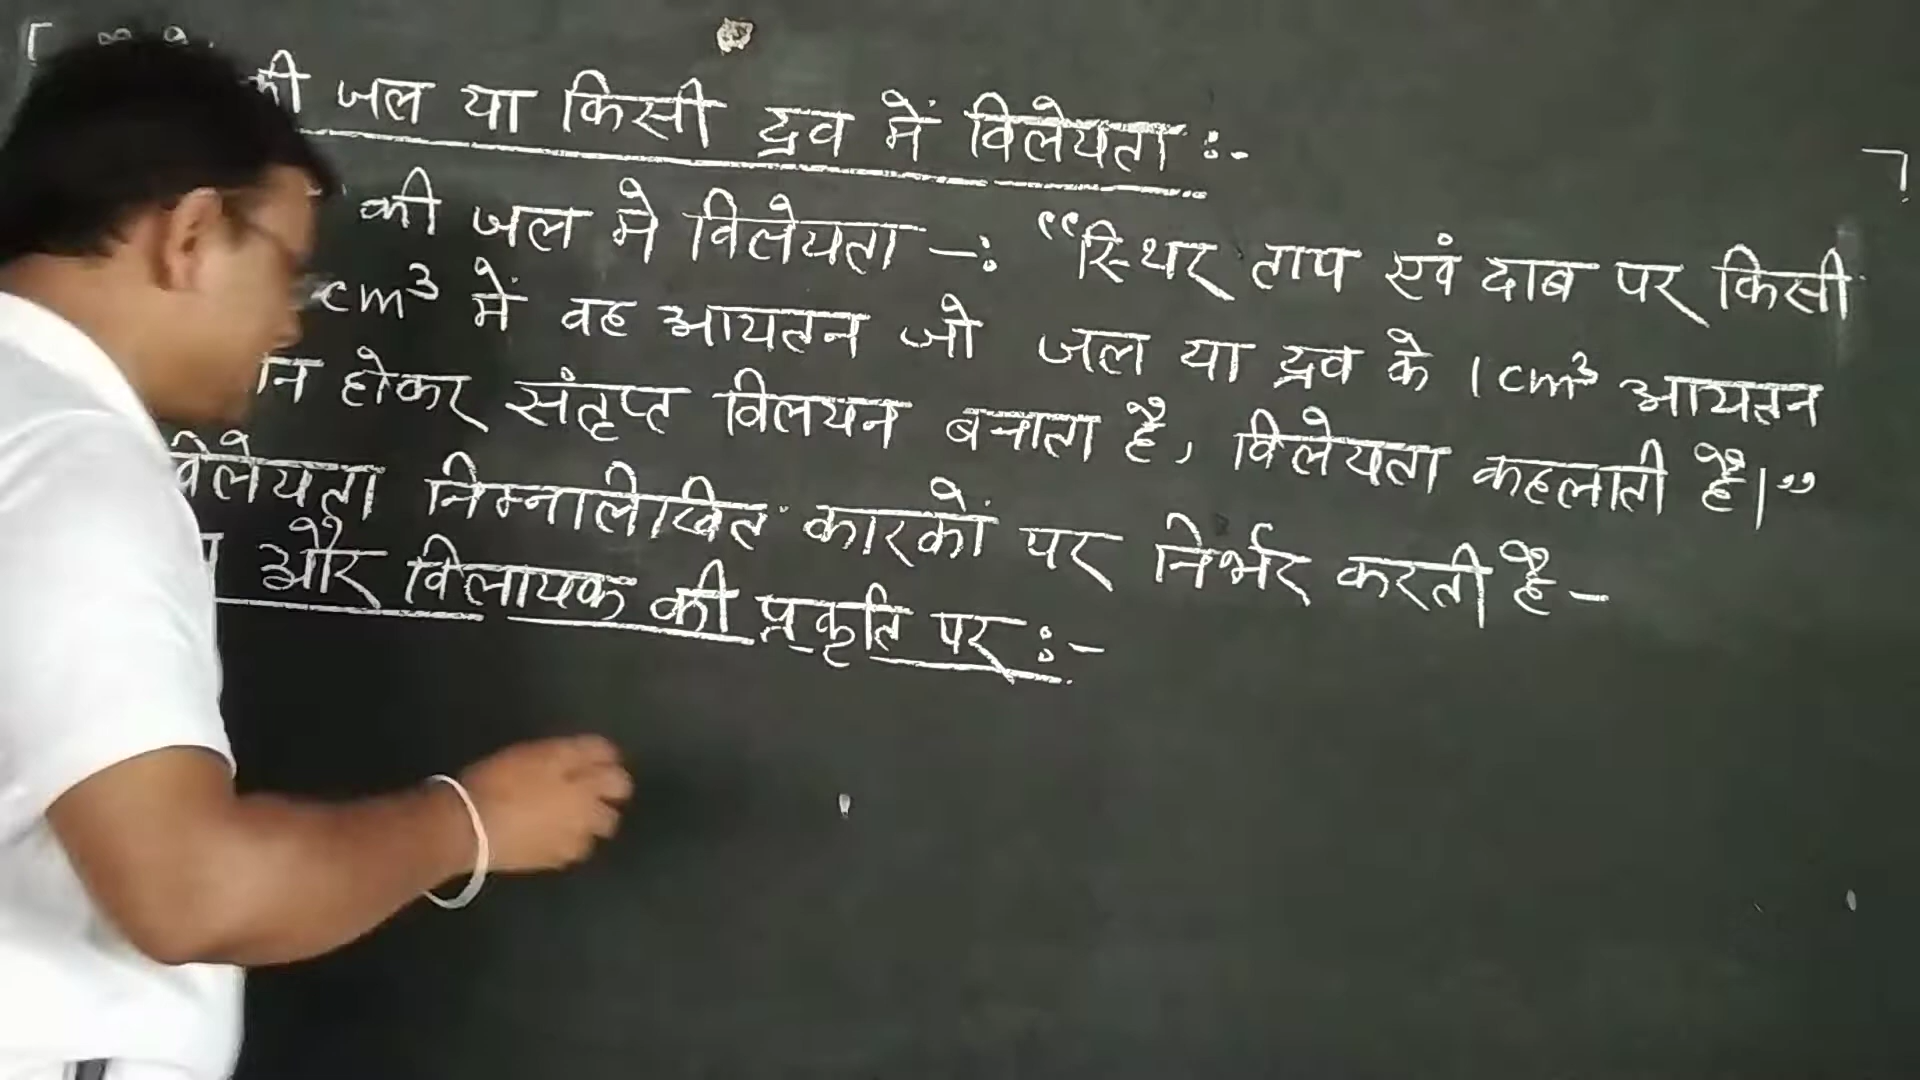 की जल या किसी द्रव में विलेयता :-
की जल मे विलेयता -: “स्थिर ताप एवं दाब पर किसी
cm³ में वह आयतन जो जल या द्रव के 1 cm³ आयतन
होकर संतृप्त विलयन बनाता है, विलेयता कहलाती है।”
विलेयता निम्नलिखित कारकों पर निर्भर करती है -
और विलायक की प्रकृति पर :-